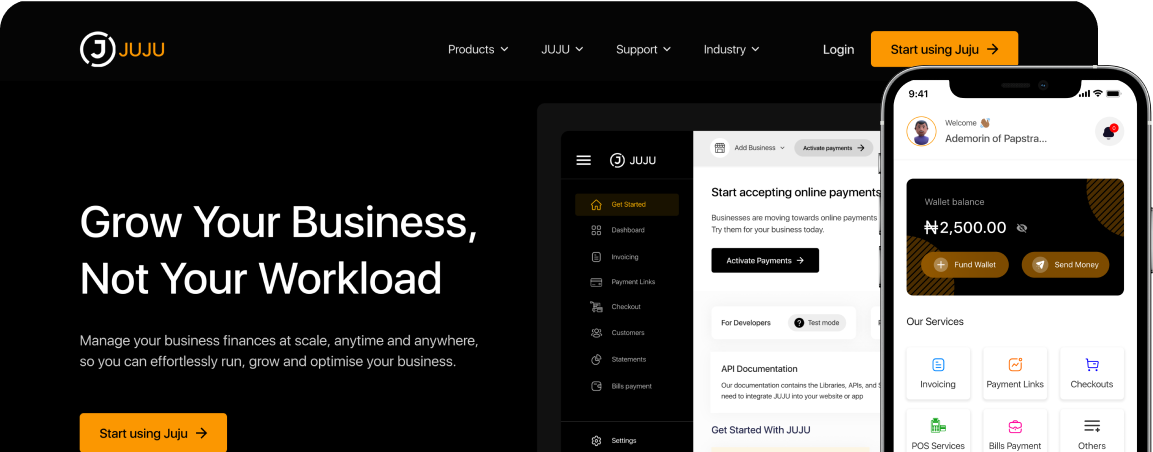 JUJU
Products
JUJU
Support
Industry
Login
Start using Juju →
Grow Your Business,
Not Your Workload
Manage your business finances at scale, anytime and anywhere,
so you can effortlessly run, grow and optimise your business.
Start using Juju →
JUJU
Get Started
Dashboard
Invoicing
Payment Links
Checkout
Customers
Statements
Bills payment
Settings
Add Business
Activate payments →
Start accepting online payments
Businesses are moving towards online payments
Try them for your business today.
Activate Payments →
For Developers
? Test mode
API Documentation
Our documentation contains the Libraries, APIs, and
need to integrate JUJU into your website or app
Get Started With JUJU
9:41
Welcome 👋🏽
Ademorin of Papstra...
Wallet balance
₦2,500.00
Fund Wallet
Send Money
Our Services
Invoicing
Payment Links
Checkouts
POS Services
Bills Payment
Others